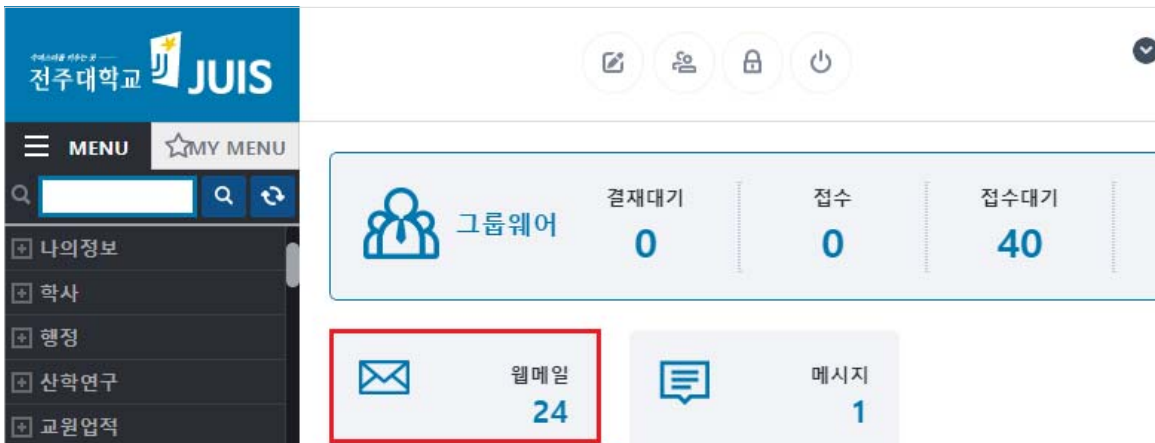 전주대학교 JUIS
MENU
MY MENU
나의정보
학사
행정
산학연구
교원업적
그룹웨어
결재대기
0
접수
0
접수대기
40
웹메일
24
메시지
1